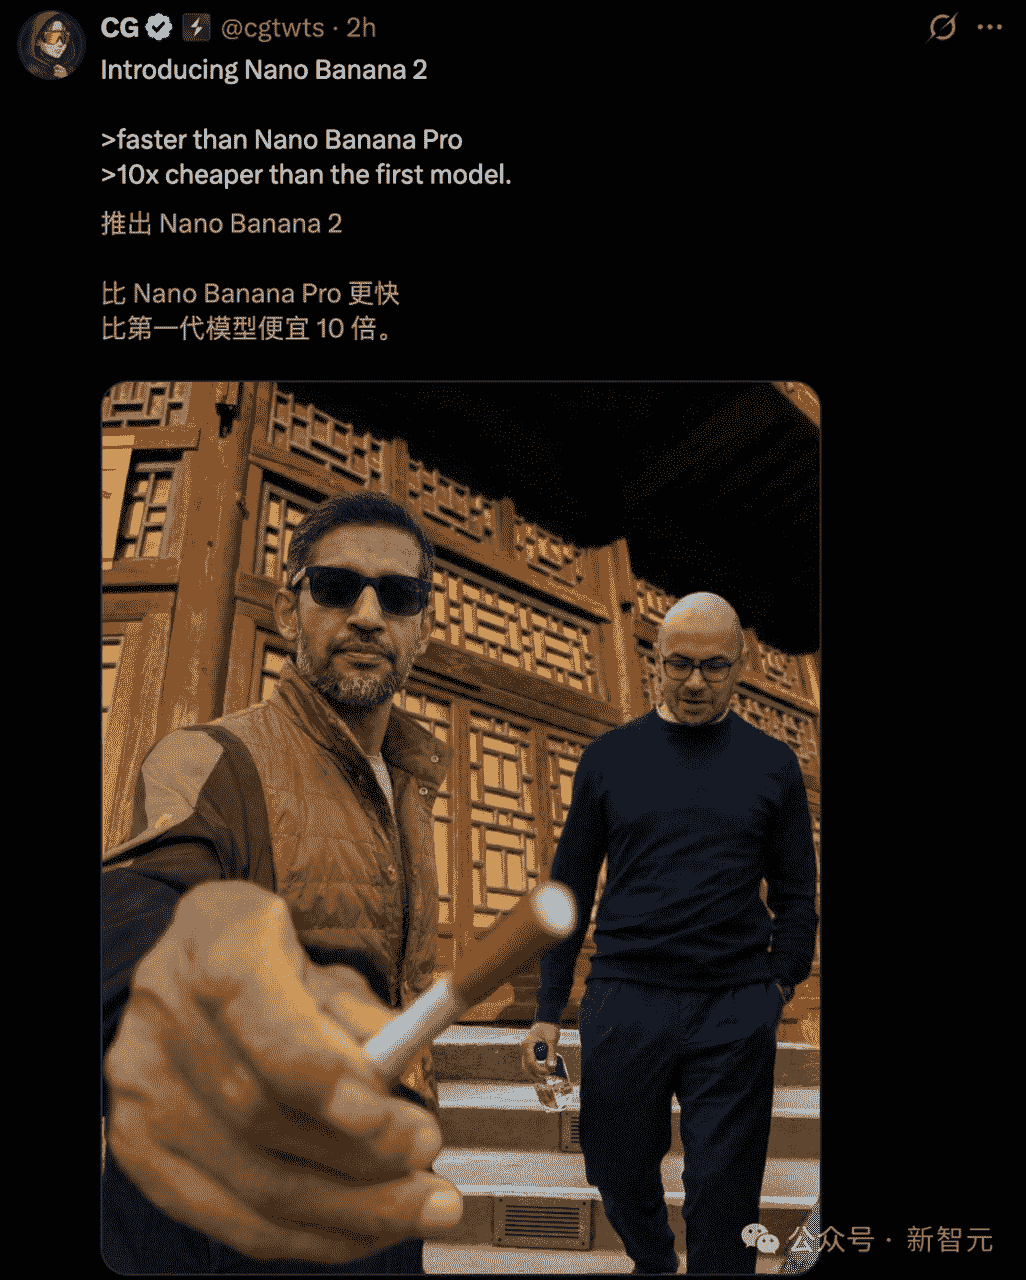 CG @cgtwts · 2h
Introducing Nano Banana 2
>faster than Nano Banana Pro
>10x cheaper than the first model.
推出 Nano Banana 2
比 Nano Banana Pro 更快
比第一代模型便宜 10 倍。
公众号 · 新智元